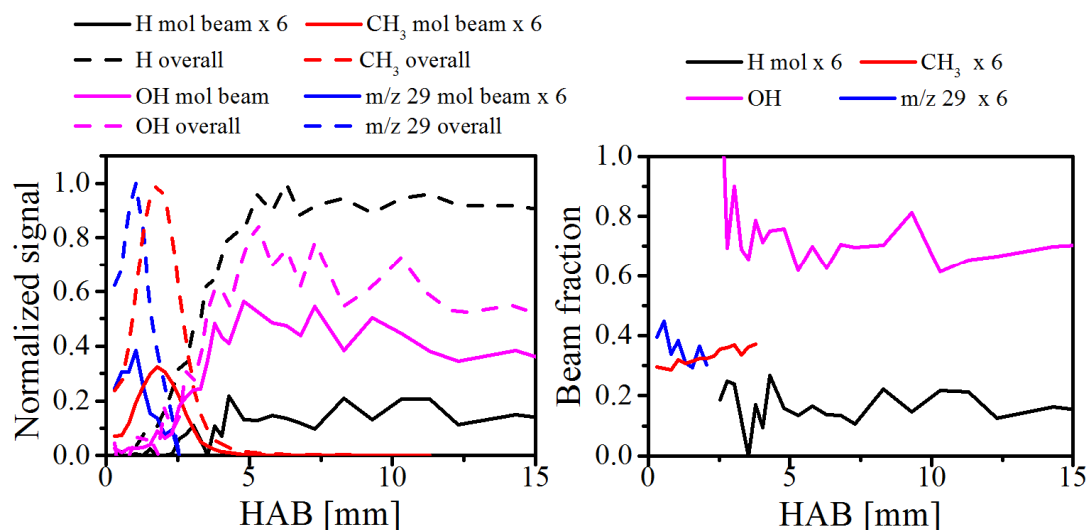 H mol beam x 6 CH₃ mol beam x 6
H overall CH₃ overall
OH mol beam m/z 29 mol beam x 6
OH overall m/z 29 overall
Normalized signal
1.0
0.8
0.6
0.4
0.2
0.0
0 5 10 15
HAB [mm]
H mol x 6 CH₃ x 6
OH m/z 29 x 6
Beam fraction
1.0
0.8
0.6
0.4
0.2
0.0
0 5 10 15
HAB [mm]